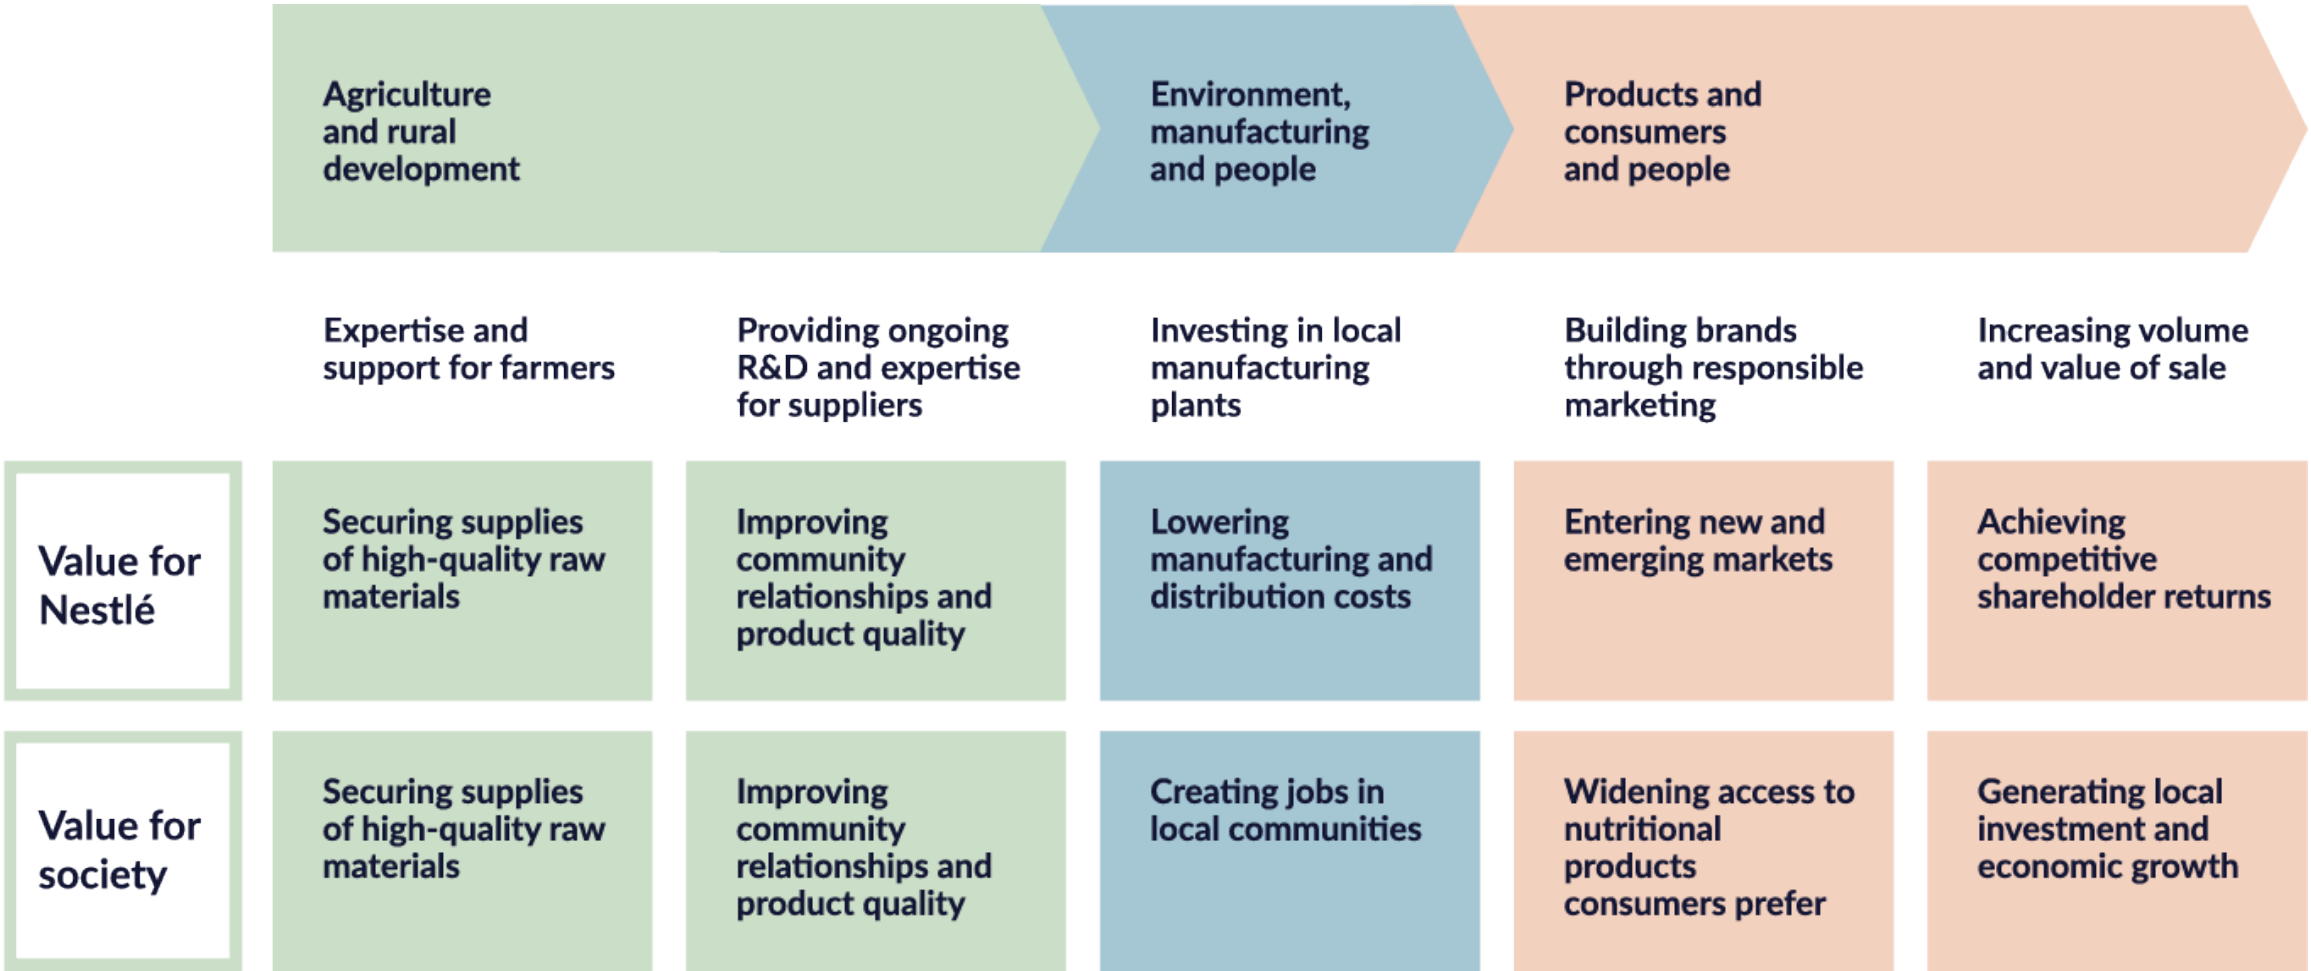 Agriculture
and rural
development
Environment,
manufacturing
and people
Products and
consumers
and people
Expertise and
support for farmers
Providing ongoing
R&D and expertise
for suppliers
Investing in local
manufacturing
plants
Building brands
through responsible
marketing
Increasing volume
and value of sale
Value for
Nestlé
Securing supplies
of high-quality raw
materials
Improving
community
relationships and
product quality
Lowering
manufacturing and
distribution costs
Entering new and
emerging markets
Achieving
competitive
shareholder returns
Value for
society
Securing supplies
of high-quality raw
materials
Improving
community
relationships and
product quality
Creating jobs in
local communities
Widening access to
nutritional
products
consumers prefer
Generating local
investment and
economic growth